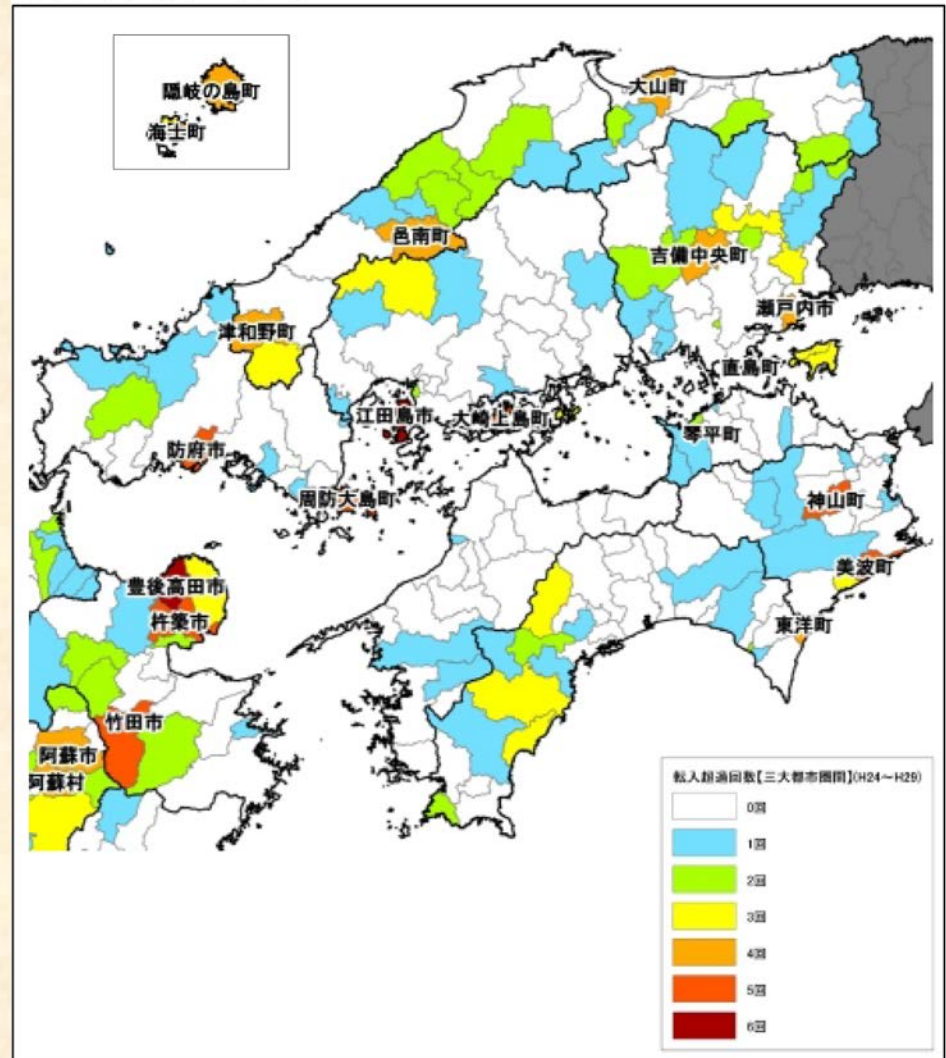 隠岐の島町
海士町
大山町
邑南町
吉備中央町
瀬戸内市
津和野町
直島町
江田島市
大崎上島町
琴平町
防府市
周防大島町
神山町
美波町
豊後高田市
杵築市
東洋町
竹田市
阿蘇市
阿蘇村
転入超過回数【三大都市圏間】(H24～H29)
0回
1回
2回
3回
4回
5回
6回